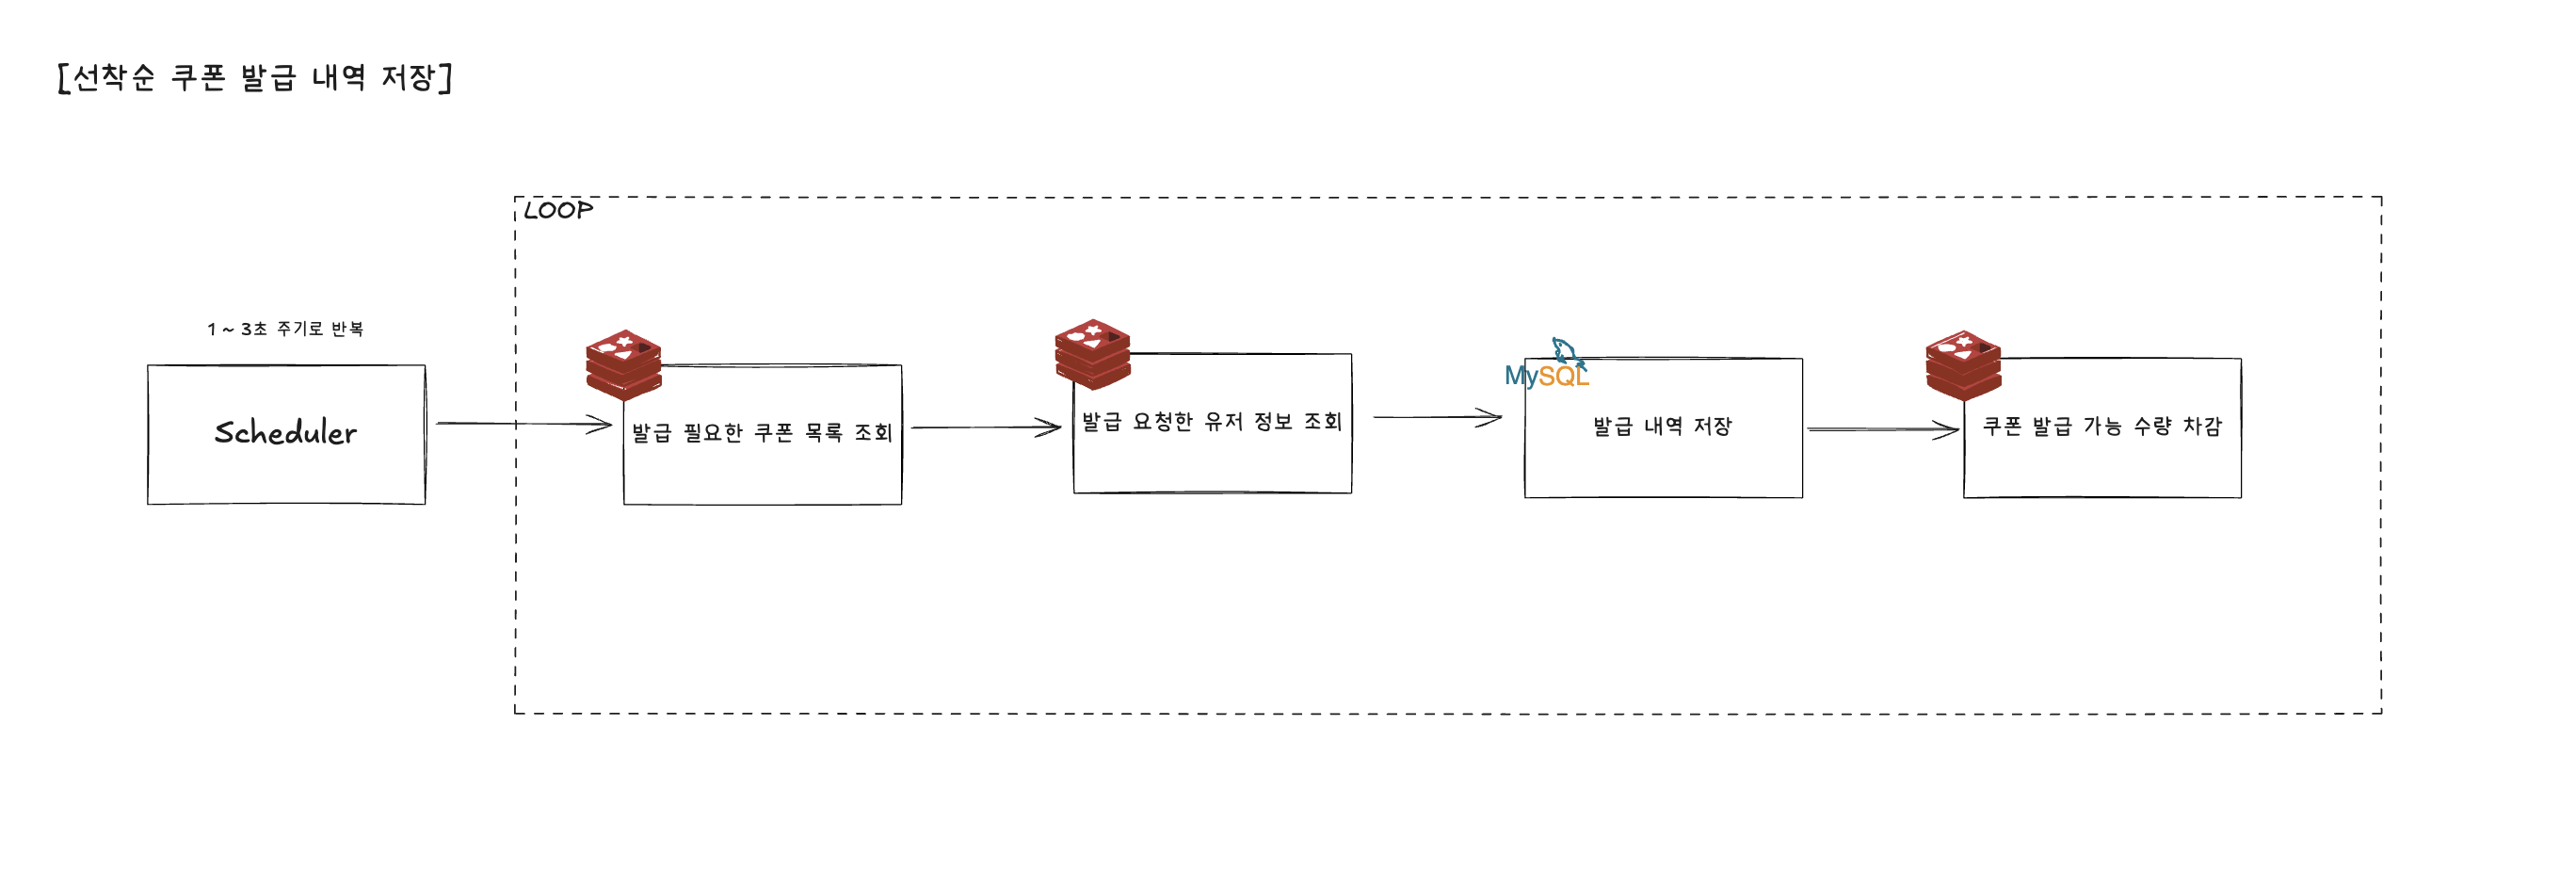 [선착순 쿠폰 발급 내역 저장]
LOOP
1 ~ 3초 주기로 반복
Scheduler
발급 필요한 쿠폰 목록 조회
발급 요청한 유저 정보 조회
MySQL
발급 내역 저장
쿠폰 발급 가능 수량 차감